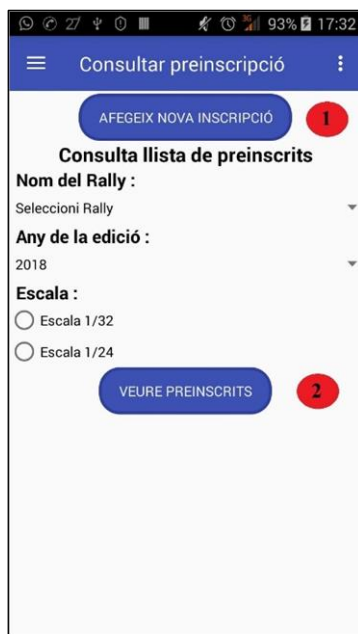 27 93% 17:32
Consultar preinscripció
AFEGEIX NOVA INSCRIPCIÓ 1
Consulta llista de preinscrits
Nom del Rally :
Seleccioni Rally
Any de la edició :
2018
Escala :
Escala 1/32
Escala 1/24
VEURE PREINSCRITS 2